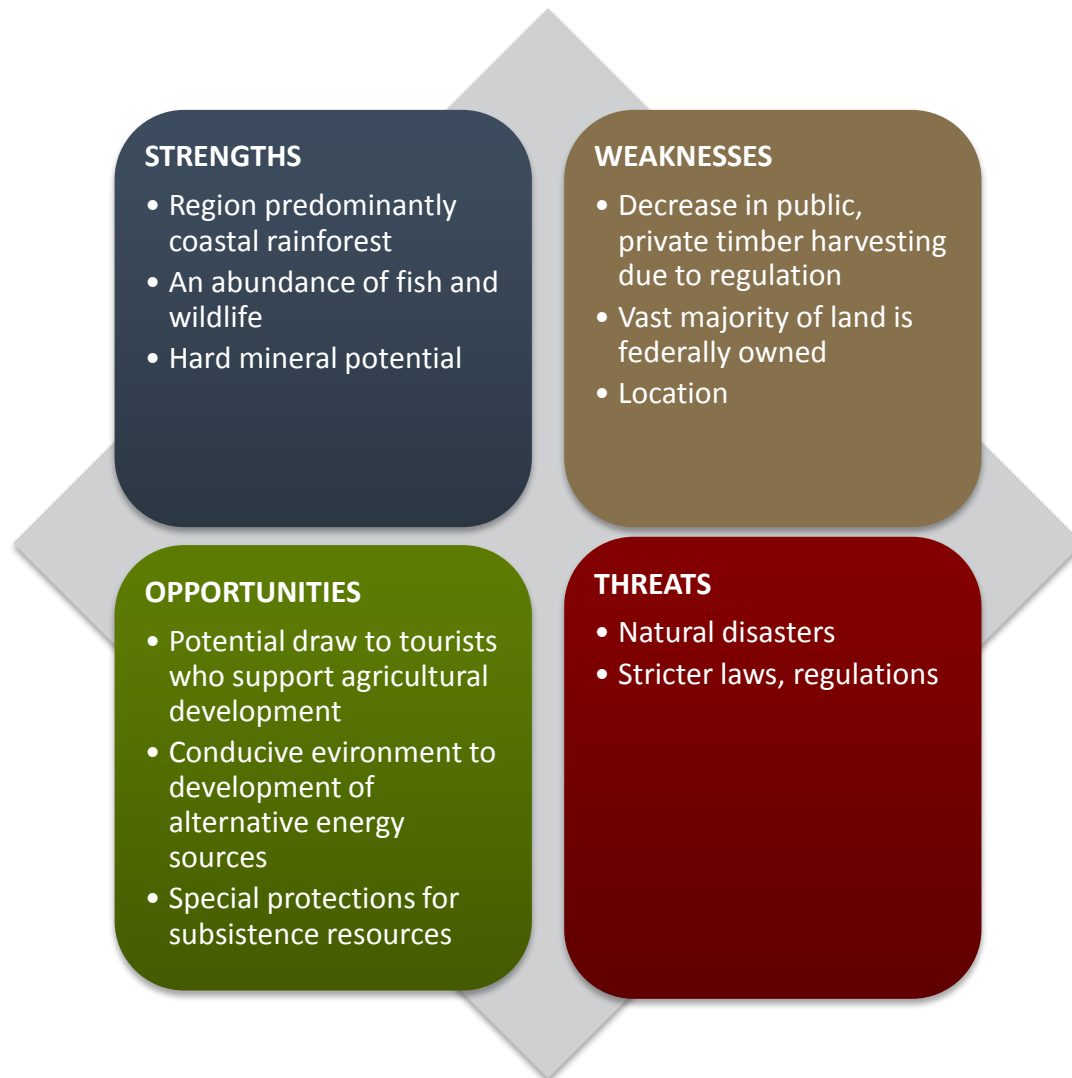 STRENGTHS
• Region predominantly
coastal rainforest
• An abundance of fish and
wildlife
• Hard mineral potential
WEAKNESSES
• Decrease in public,
private timber harvesting
due to regulation
• Vast majority of land is
federally owned
• Location
OPPORTUNITIES
• Potential draw to tourists
who support agricultural
development
• Conducive evironment to
development of
alternative energy
sources
• Special protections for
subsistence resources
THREATS
• Natural disasters
• Stricter laws, regulations